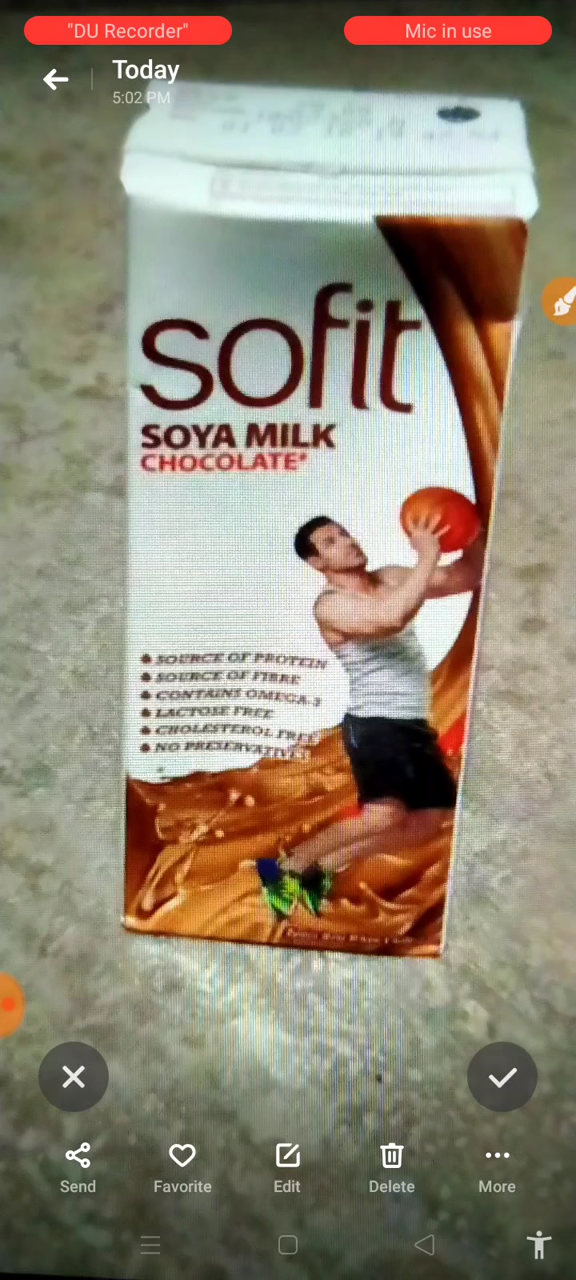 "DU Recorder"
Mic in use
Today
5:02 PM
sofit
SOYA MILK
CHOCOLATE*
SOURCE OF PROTEIN
SOURCE OF FIBRE
CONTAINS OMEGA-3
LACTOSE FREE
CHOLESTEROL FREE
NO PRESERVATIVES
Send
Favorite
Edit
Delete
More